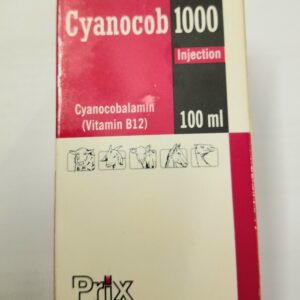 Cyanocob 1000
Injection
Cyanocobalamin
(Vitamin B12)
100 ml
Prix